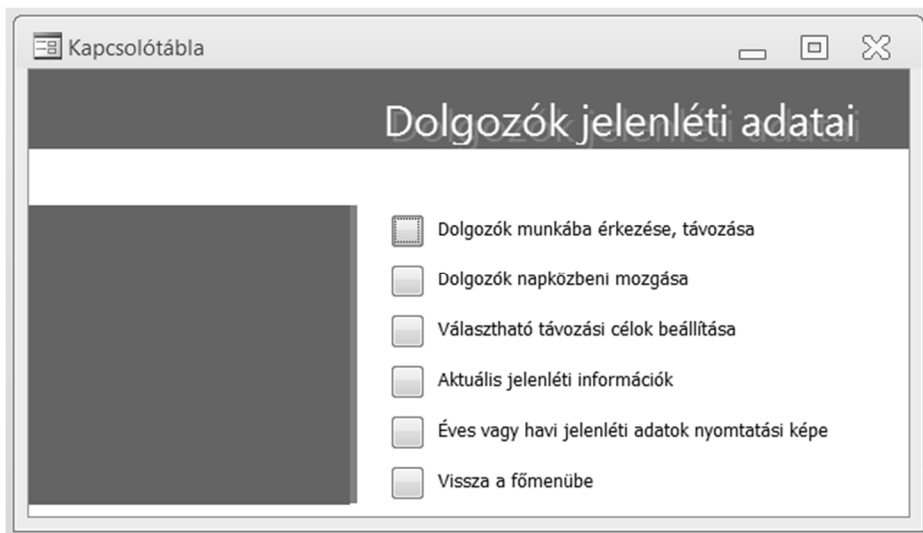 Kapcsolótábla
Dolgozók jelenléti adatai
Dolgozók munkába érkezése, távozása
Dolgozók napközbeni mozgása
Választható távozási célok beállítása
Aktuális jelenléti információk
Éves vagy havi jelenléti adatok nyomtatási képe
Vissza a főmenübe